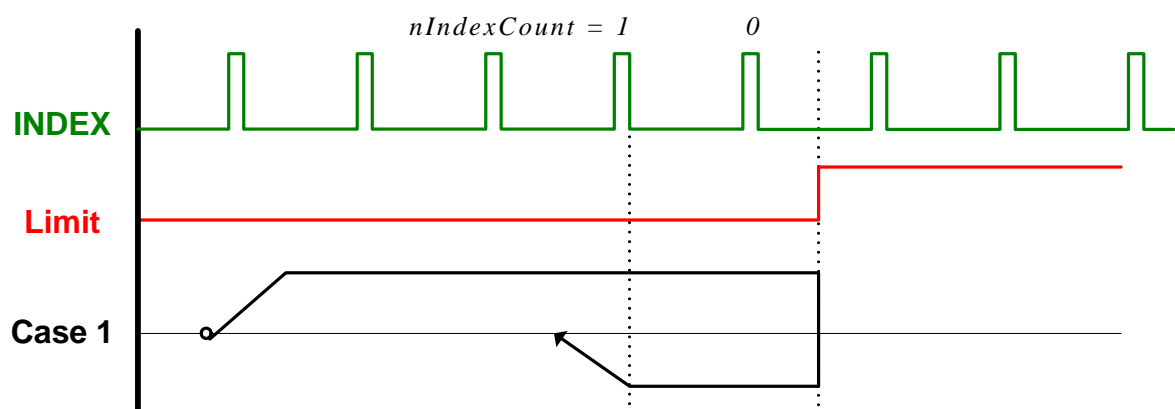 nIndexCount = 1 0
INDEX
Limit
Case 1